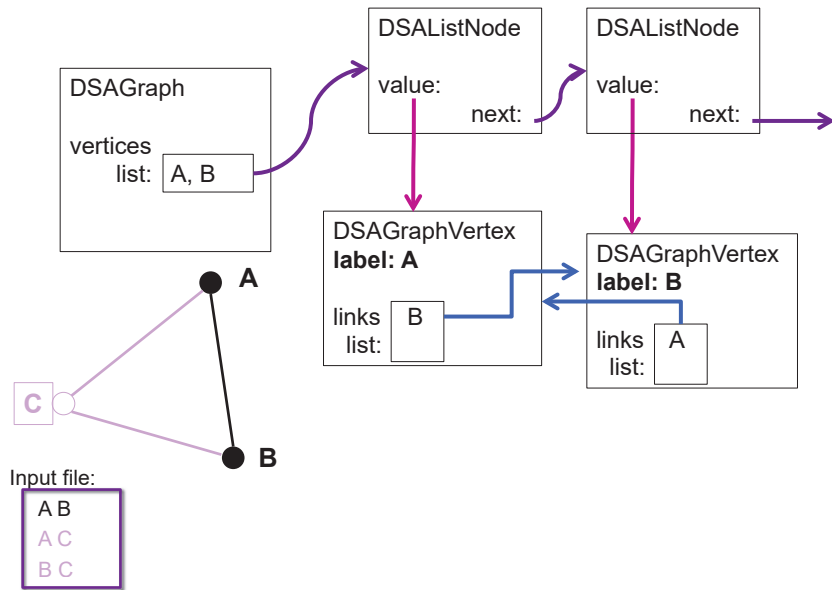 DSAGraph
vertices
list:
A, B
DSAListNode
value:
next:
DSAListNode
value:
next:
DSAGraphVertex
label: A
links
list:
B
DSAGraphVertex
label: B
links
list:
A
A
C
B
Input file:
A B
A C
B C